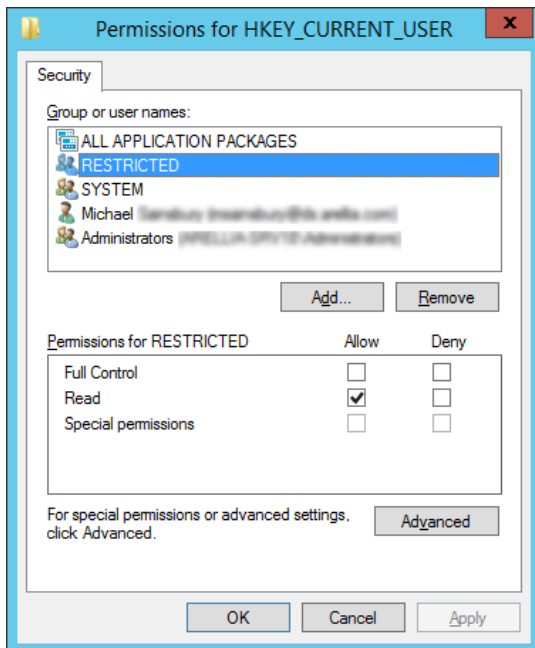 Permissions for HKEY_CURRENT_USER
x
Security
Group or user names:
ALL APPLICATION PACKAGES
RESTRICTED
SYSTEM
Michael
Administrators
Add... Remove
Permissions for RESTRICTED Allow Deny
Full Control
Read
Special permissions
For special permissions or advanced settings,
click Advanced.
Advanced
OK Cancel Apply